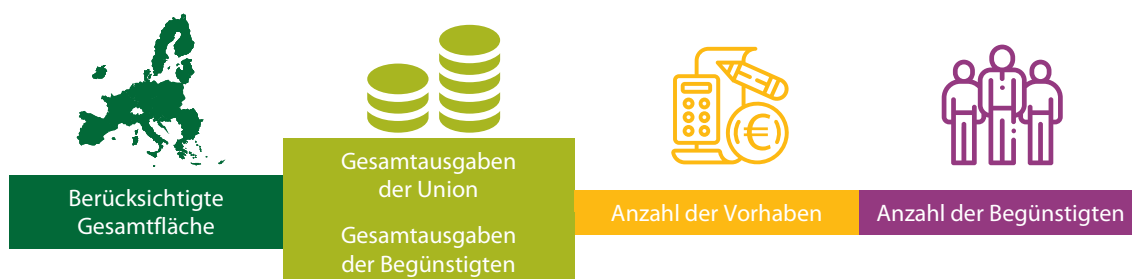 Berücksichtigte
Gesamtfläche
Gesamtausgaben
der Union
Gesamtausgaben
der Begünstigten
€
Anzahl der Vorhaben
Anzahl der Begünstigten